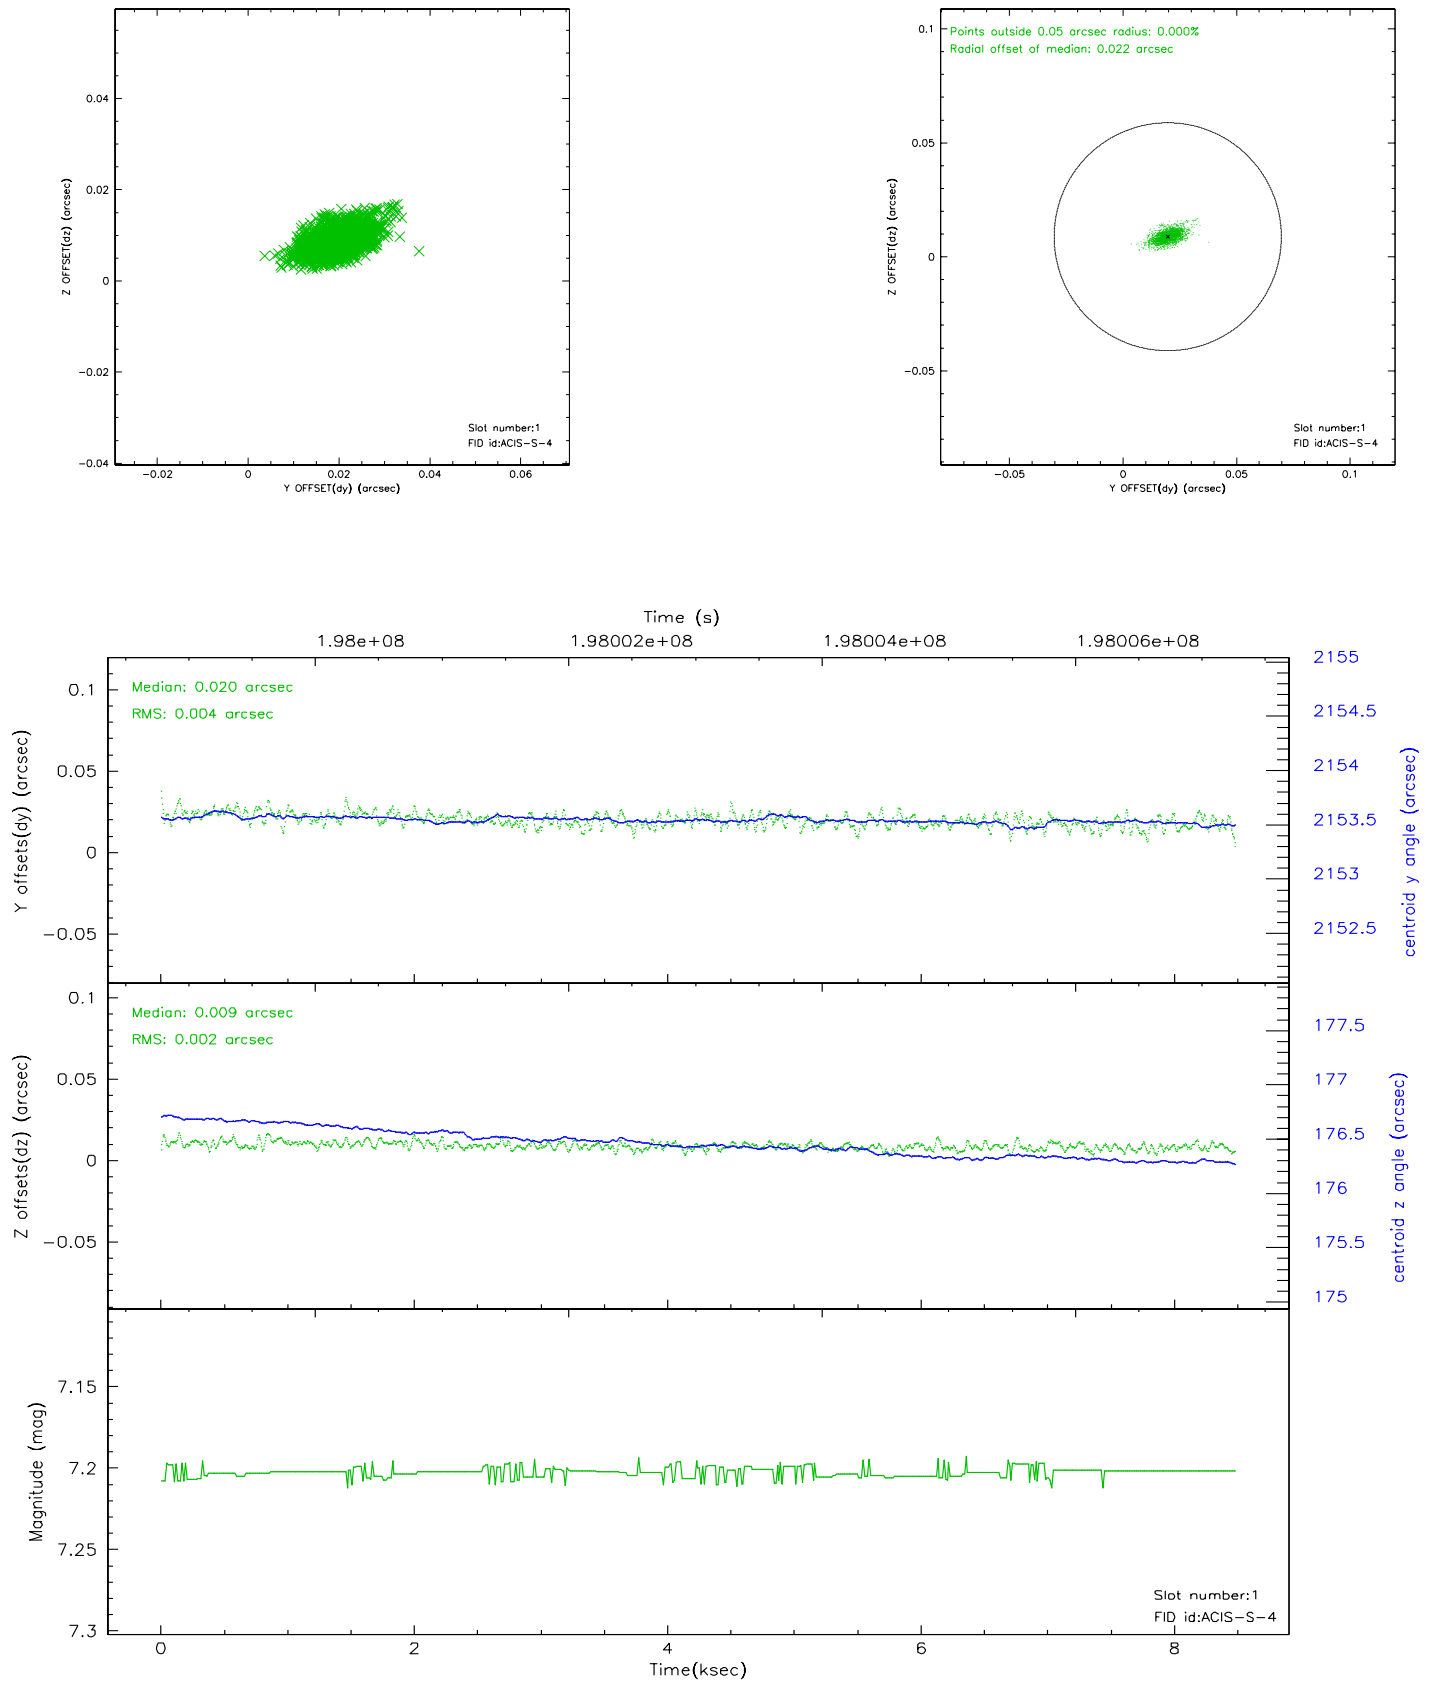 0.04
0.02
0
−0.02
−0.04
Z OFFSET(dz) (arcsec)
Slot number:1
FID id:ACIS−S−4
−0.02 0 0.02 0.04 0.06
Y OFFSET(dy) (arcsec)
Points outside 0.05 arcsec radius: 0.000%
Radial offset of median: 0.022 arcsec
0.1
0.05
0
−0.05
Z OFFSET(dz) (arcsec)
Slot number:1
FID id:ACIS−S−4
−0.05 0 0.05 0.1
Y OFFSET(dy) (arcsec)
Time (s)
1.98e+08 1.980002e+08 1.980004e+08 1.980006e+08
Median: 0.020 arcsec
RMS: 0.004 arcsec
0.1
0.05
0
−0.05
Y offsets(dy) (arcsec)
2155
2154.5
2154
2153.5
2153
2152.5
centroid y angle (arcsec)
Median: 0.009 arcsec
RMS: 0.002 arcsec
0.1
0.05
0
−0.05
Z offsets(dz) (arcsec)
177.5
177
176.5
176
175.5
175
centroid z angle (arcsec)
7.15
7.2
7.25
7.3
Magnitude (mag)
Slot number:1
FID id:ACIS−S−4
0 2 4 6 8
Time(ksec)